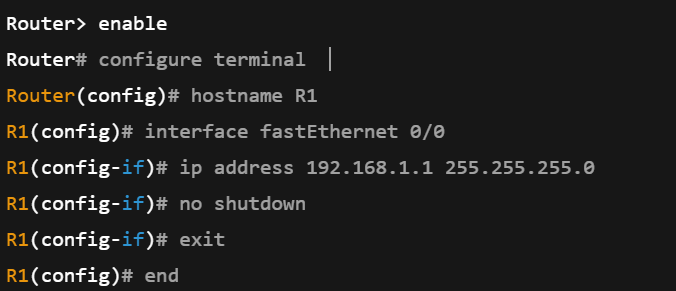 Router> enable
Router# configure terminal
Router(config)# hostname R1
R1(config)# interface fastEthernet 0/0
R1(config-if)# ip address 192.168.1.1 255.255.255.0
R1(config-if)# no shutdown
R1(config-if)# exit
R1(config)# end